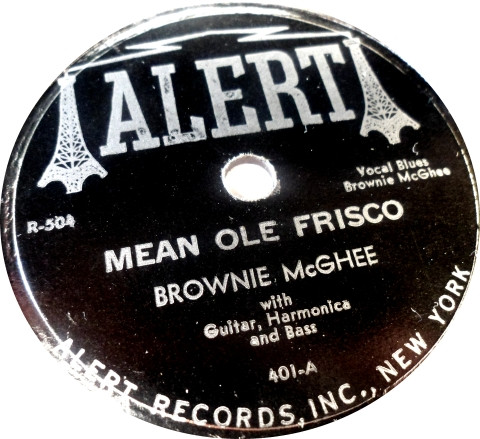 ALERT
Vocal Blues
Brownie McGhee
R-504
MEAN OLE FRISCO
BROWNIE McGHEE
with
Guitar, Harmonica
and Bass
401-A
ALERT RECORDS, INC., NEW YORK